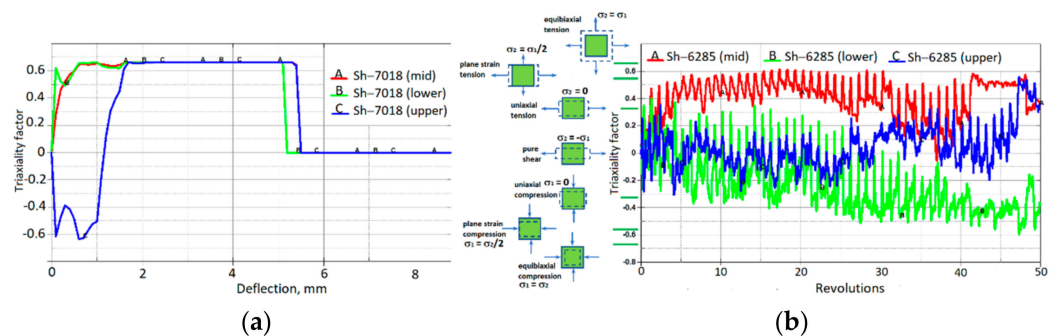 (a)
Triaxiality factor
0.6
0.4
0.2
0
-0.2
-0.4
-0.6
A Sh-7018 (mid)
B Sh-7018 (lower)
C Sh-7018 (upper)
A B C A B C A
B C A B C A
0 2 4 6 8
Deflection, mm
equibiaxial
tension
σ₂ = σ₁
σ₂ = σ₁/2
plane strain
tension
uniaxial
tension
σ₂ = 0
pure
shear
σ₂ = -σ₁
uniaxial
compression
σ₁ = 0
plane strain
compression
σ₁ = σ₂/2
equibiaxial
compression
σ₁ = σ₂
(b)
Triaxiality factor
0.6
0.4
0.2
0
-0.2
-0.4
-0.6
-0.8
A Sh-6285 (mid) B Sh-6285 (lower) C Sh-6285 (upper)
0 10 20 30 40 50
Revolutions
(a)
(b)